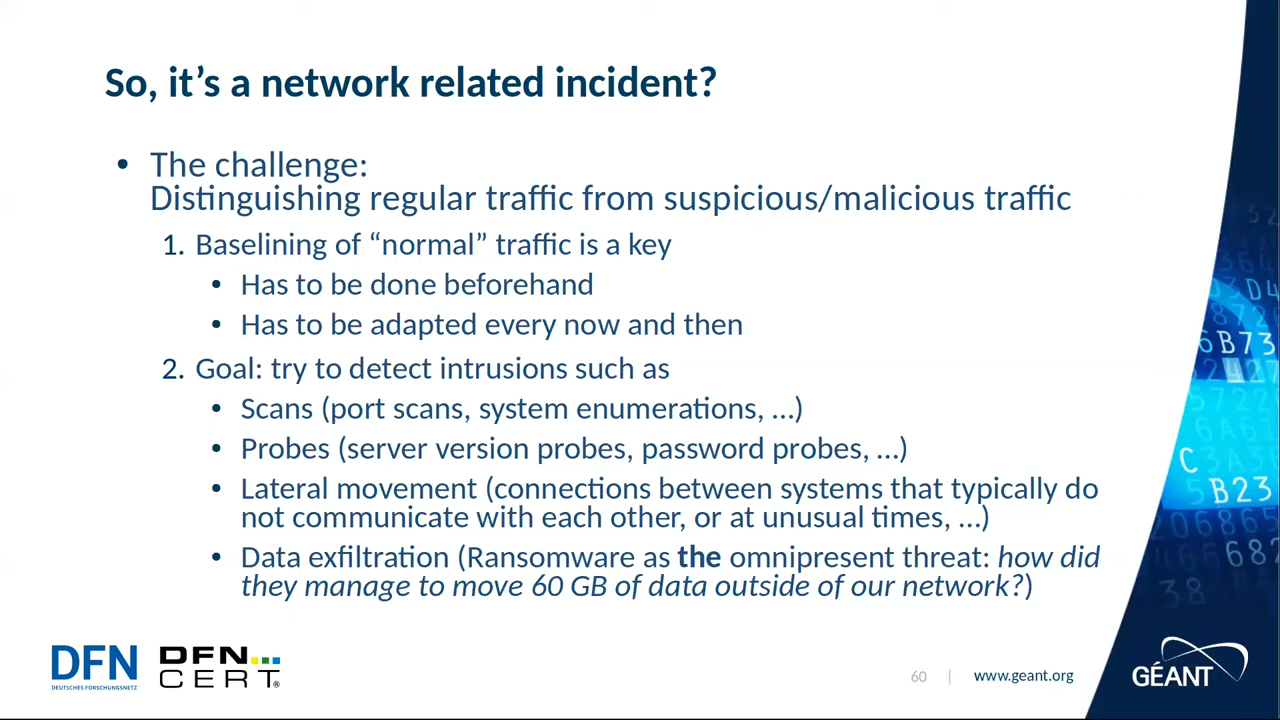 So, it’s a network related incident?
• The challenge:
Distinguishing regular traffic from suspicious/malicious traffic
1. Baselining of “normal” traffic is a key
• Has to be done beforehand
• Has to be adapted every now and then
2. Goal: try to detect intrusions such as
• Scans (port scans, system enumerations, …)
• Probes (server version probes, password probes, …)
• Lateral movement (connections between systems that typically do
not communicate with each other, or at unusual times, …)
• Data exfiltration (Ransomware as the omnipresent threat: how did
they manage to move 60 GB of data outside of our network?)
DFN
DEUTSCHES FORSCHUNGSNETZ
DFN
CERT®
60 | www.geant.org
GÉANT
B73
C
B23